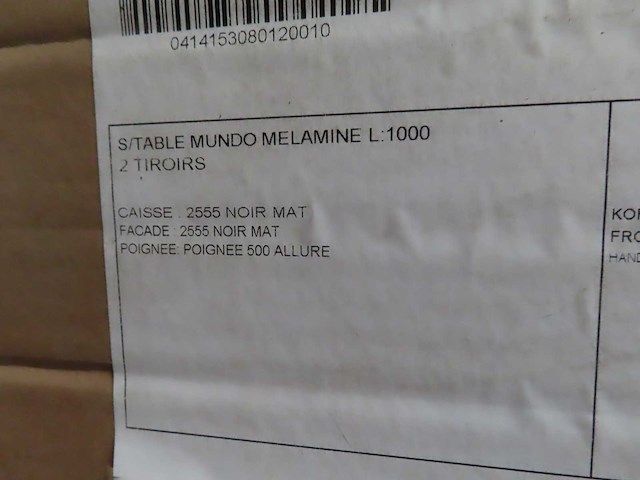 0414153080120010
S/TABLE MUNDO MELAMINE L:1000
2 TIROIRS
CAISSE : 2555 NOIR MAT
FACADE : 2555 NOIR MAT
POIGNEE: POIGNEE 500 ALLURE